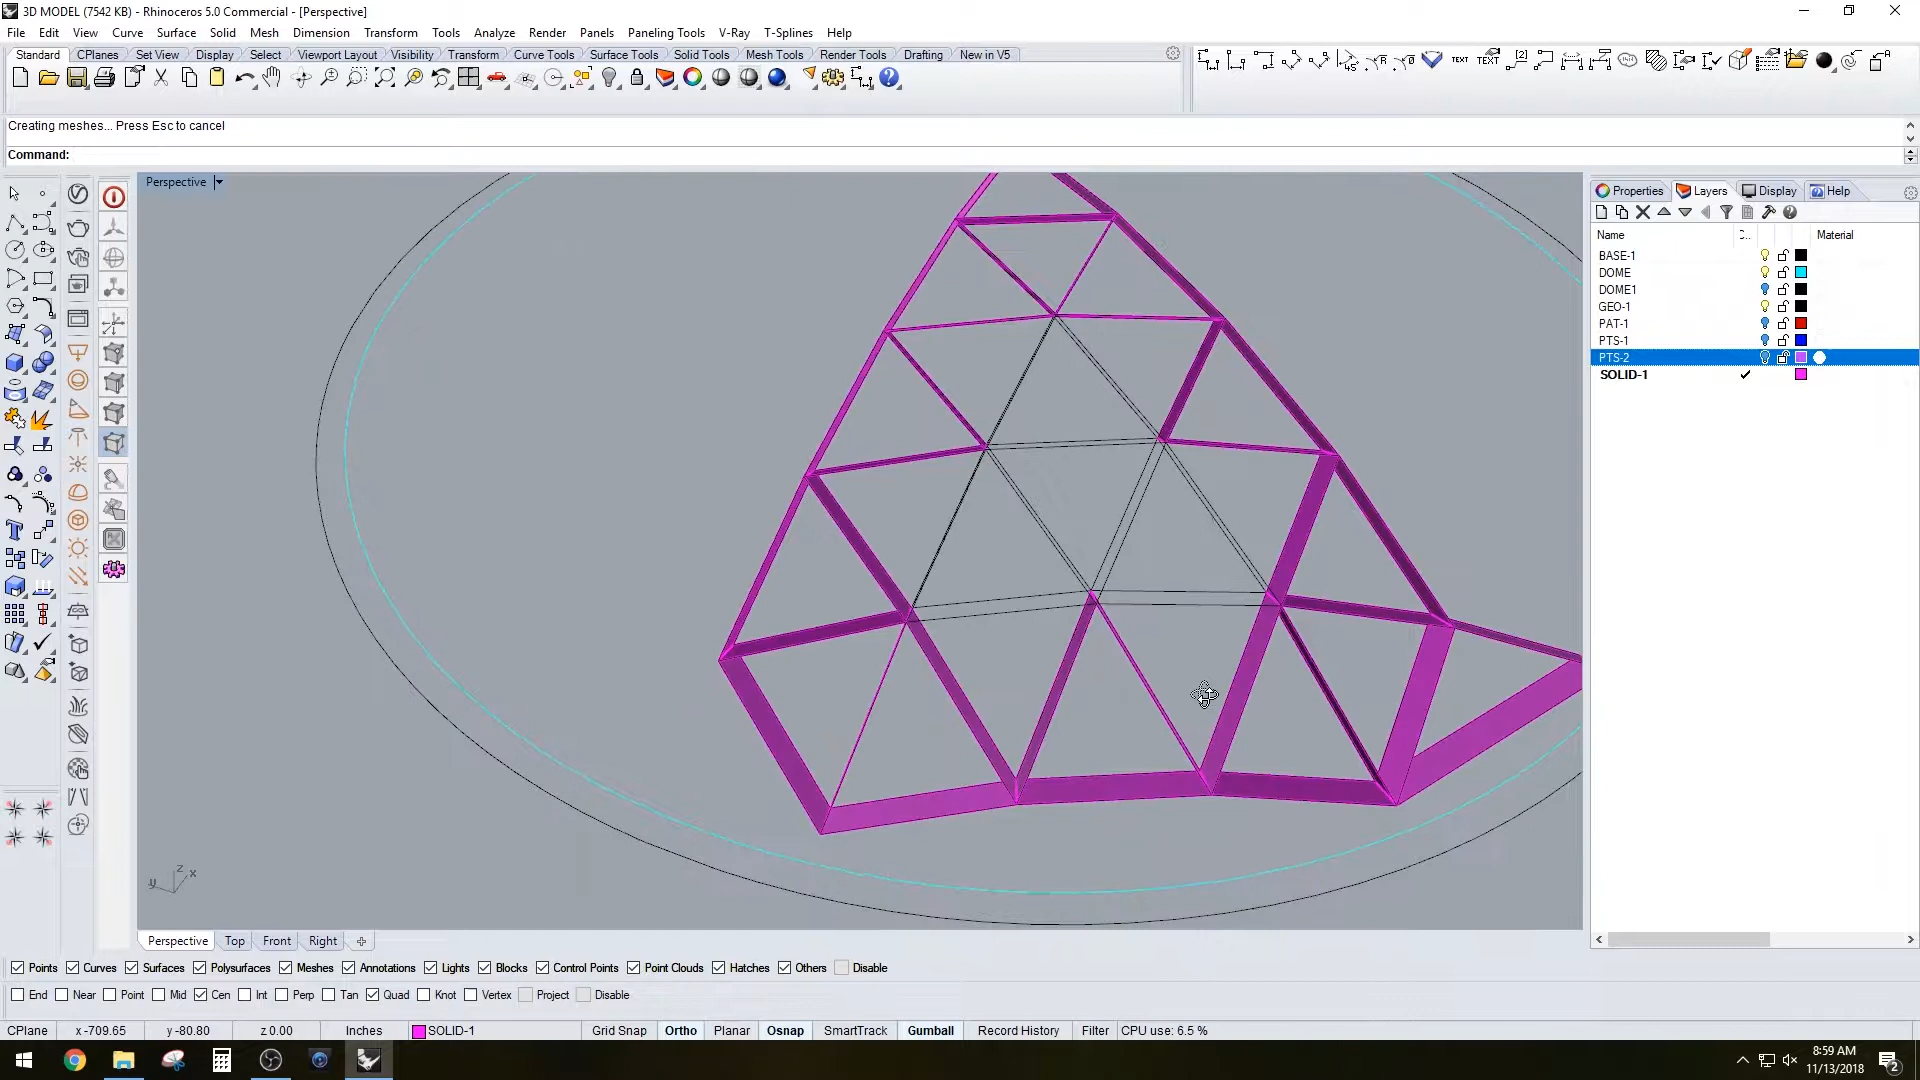 3D MODEL (7542 KB) - Rhinoceros 5.0 Commercial - [Perspective]
File Edit View Curve Surface Solid Mesh Dimension Transform Tools Analyze Render Panels Paneling Tools V-Ray T-Splines Help
Standard CPlanes Set View Display Select Viewport Layout Visibility Transform Curve Tools Surface Tools Solid Tools Mesh Tools Render Tools Drafting New in V5
TEXT TEXT
Creating meshes... Press Esc to cancel
Command:
Perspective
Properties Layers Display Help
Name C... Material
BASE-1
DOME
DOME1
GEO-1
PAT-1
PTS-1
PTS-2
SOLID-1
z
y x
Perspective Top Front Right
Points Curves Surfaces Polysurfaces Meshes Annotations Lights Blocks Control Points Point Clouds Hatches Others Disable
End Near Point Mid Cen Int Perp Tan Quad Knot Vertex Project Disable
CPlane x -709.65 y -80.80 z 0.00 Inches SOLID-1 Grid Snap Ortho Planar Osnap SmartTrack Gumball Record History Filter CPU use: 6.5 %
8:59 AM
11/13/2018
2